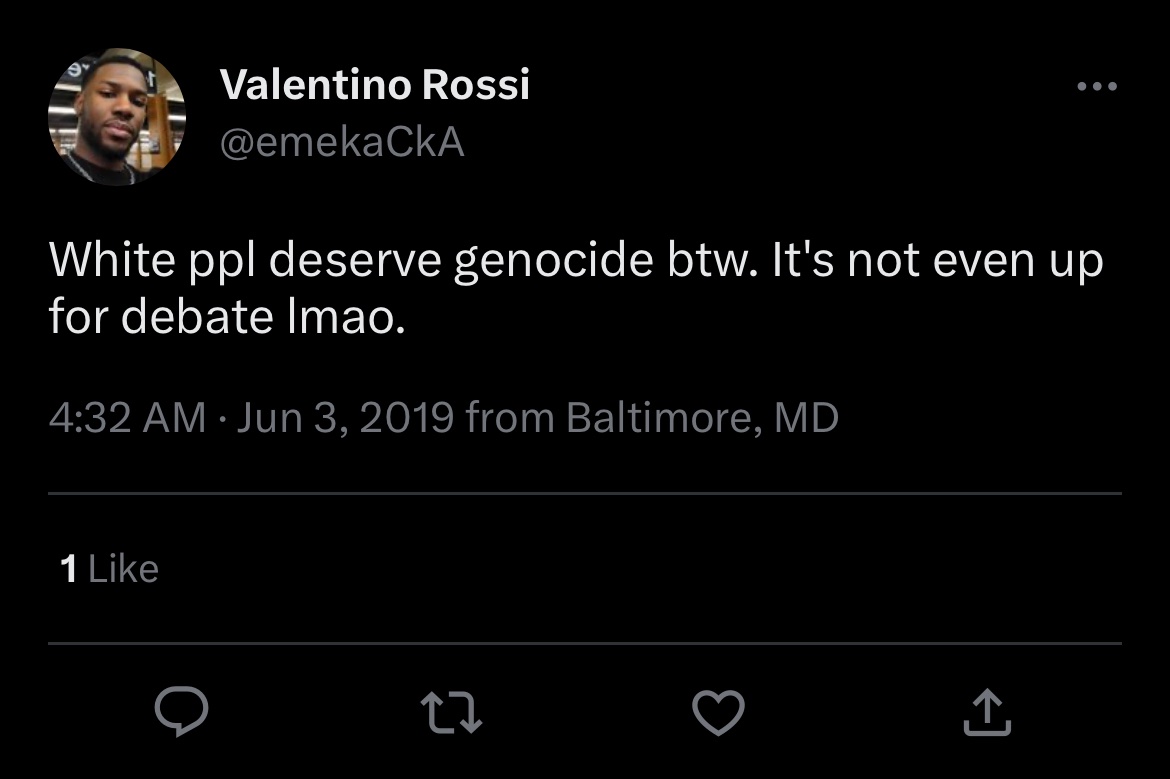 Valentino Rossi
@emekaCkA
White ppl deserve genocide btw. It's not even up
for debate lmao.
4:32 AM · Jun 3, 2019 from Baltimore, MD
1 Like